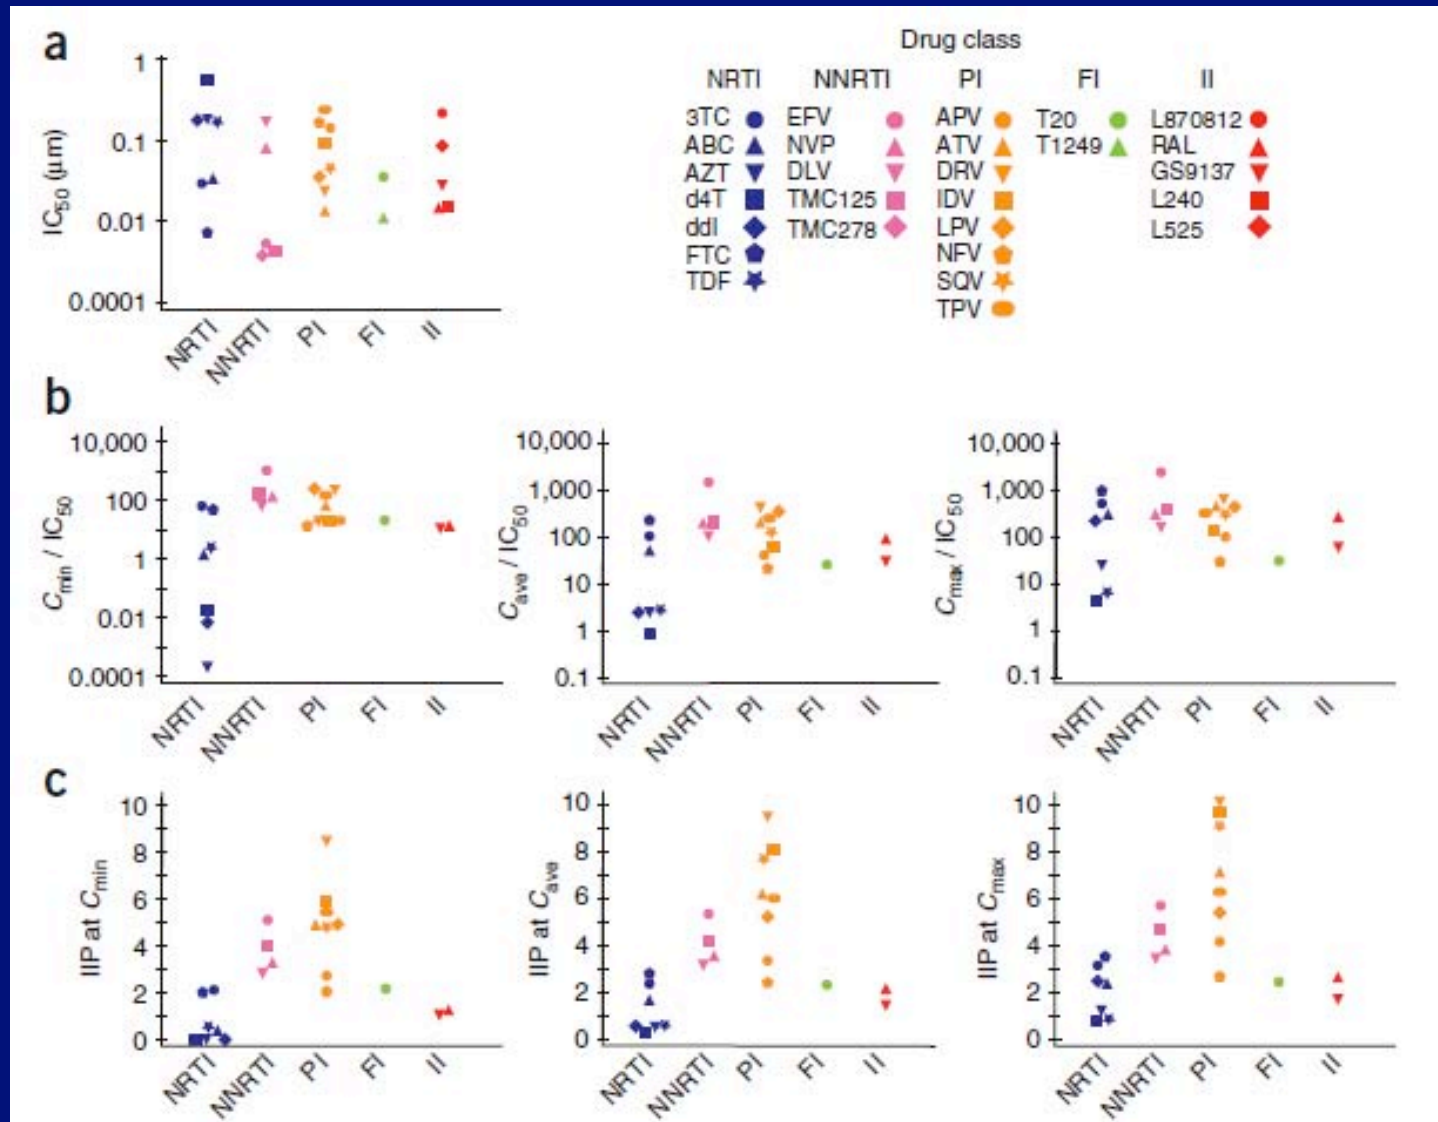 a
Drug class
NRTI NNRTI PI FI II
3TC EFV APV T20 L870812
ABC NVP ATV T1249 RAL
AZT DLV DRV GS9137
d4T TMC125 IDV L240
ddI TMC278 LPV L525
FTC NFV
TDF SQV
TPV
IC50 (µm)
1
0.1
0.01
0.0001
NRTI NNRTI PI FI II
b
Cmin / IC50
10,000
100
1
0.01
0.0001
NRTI NNRTI PI FI II
Cave / IC50
10,000
1,000
100
10
1
0.1
NRTI NNRTI PI FI II
Cmax / IC50
10,000
1,000
100
10
1
0.1
NRTI NNRTI PI FI II
c
IIP at Cmin
10
8
6
4
2
0
NRTI NNRTI PI FI II
IIP at Cave
10
8
6
4
2
0
NRTI NNRTI PI FI II
IIP at Cmax
10
8
6
4
2
0
NRTI NNRTI PI FI II